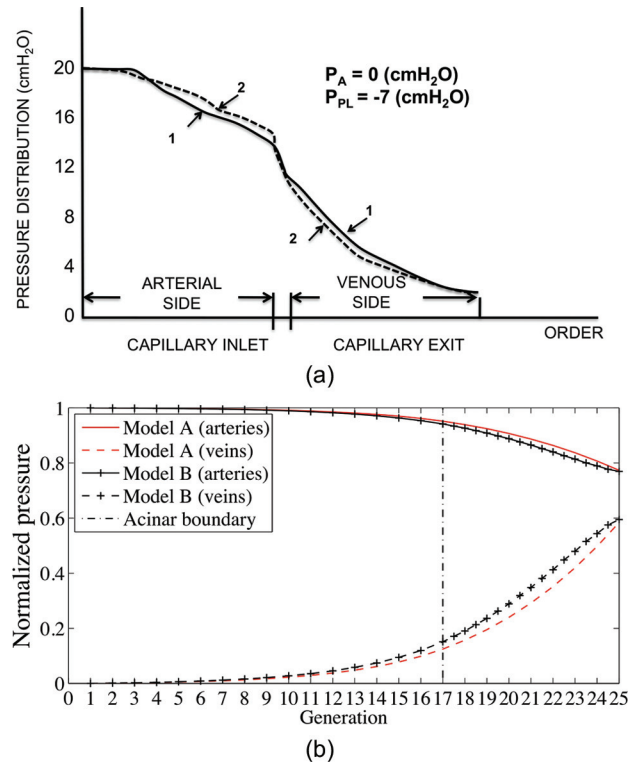 PRESSURE DISTRIBUTION (cmH₂O)
20
16
12
8
4
0
P_A = 0 (cmH₂O)
P_PL = -7 (cmH₂O)
2
1
1
2
ARTERIAL
SIDE
VENOUS
SIDE
ORDER
CAPILLARY INLET
CAPILLARY EXIT
(a)
Normalized pressure
1
0.8
0.6
0.4
0.2
0
Model A (arteries)
Model A (veins)
Model B (arteries)
Model B (veins)
Acinar boundary
0 1 2 3 4 5 6 7 8 9 10 11 12 13 14 15 16 17 18 19 20 21 22 23 24 25
Generation
(b)